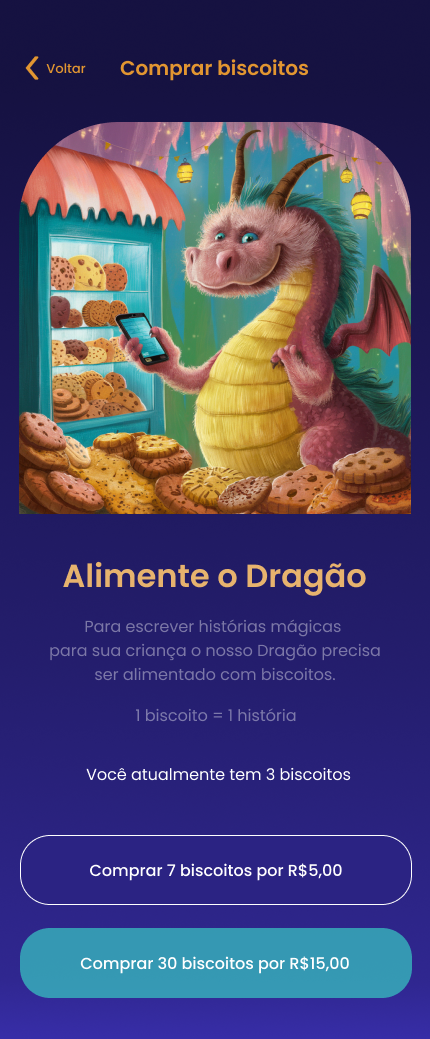 Voltar
Comprar biscoitos
Alimente o Dragão
Para escrever histórias mágicas
para sua criança o nosso Dragão precisa
ser alimentado com biscoitos.
1 biscoito = 1 história
Você atualmente tem 3 biscoitos
Comprar 7 biscoitos por R$5,00
Comprar 30 biscoitos por R$15,00